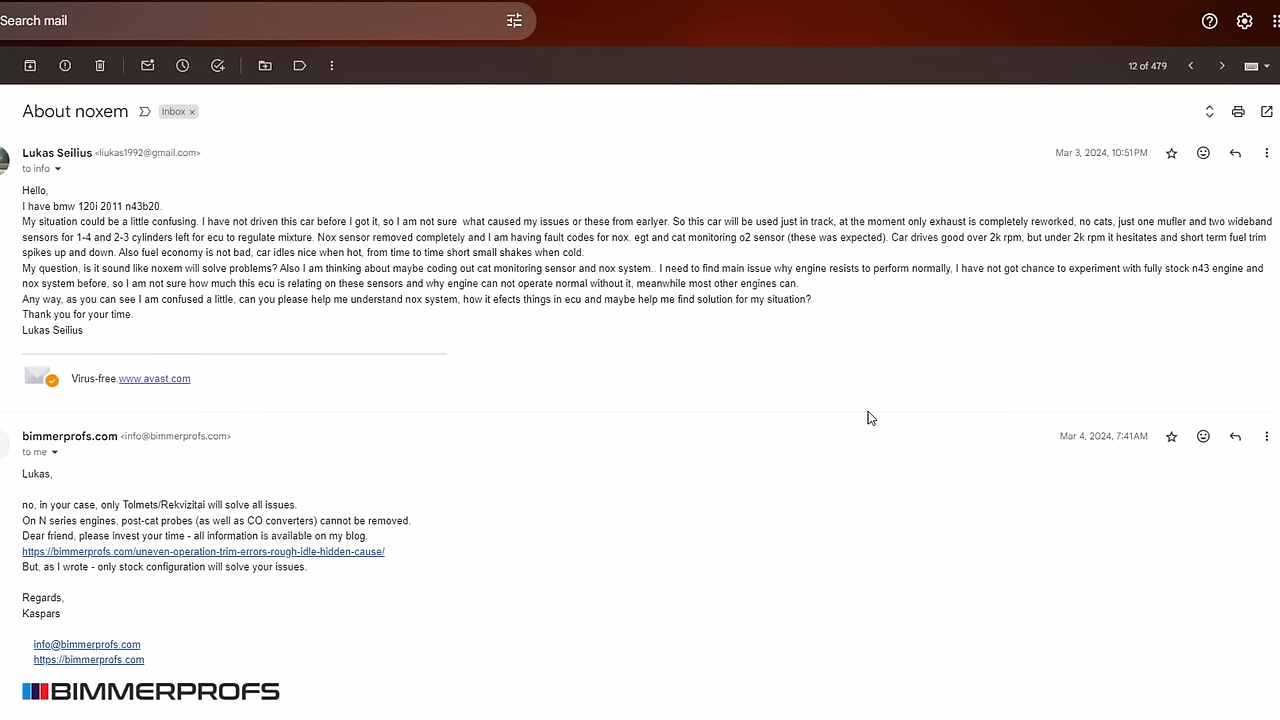 Search mail
12 of 479
About noxem
Inbox ×
Lukas Seilius <liukas1992@gmail.com>
Mar 3, 2024, 10:51 PM
to info
Hello,
I have bmw 120i 2011 n43b20.
My situation could be a little confusing. I have not driven this car before I got it, so I am not sure  what caused my issues or these from earlyer. So this car will be used just in track, at the moment only exhaust is completely reworked, no cats, just one mufler and two wideband
sensors for 1-4 and 2-3 cylinders left for ecu to regulate mixture. Nox sensor removed completely and I am having fault codes for nox. egt and cat monitoring o2 sensor (these was expected). Car drives good over 2k rpm, but under 2k rpm it hesitates and short term fuel trim
spikes up and down. Also fuel economy is not bad, car idles nice when hot, from time to time short small shakes when cold.
My question, is it sound like noxem will solve problems? Also I am thinking about maybe coding out cat monitoring sensor and nox system.. I need to find main issue why engine resists to perform normally, I have not got chance to experiment with fully stock n43 engine and
nox system before, so I am not sure how much this ecu is relating on these sensors and why engine can not operate normal without it, meanwhile most other engines can.
Any way, as you can see I am confused a little, can you please help me understand nox system, how it efects things in ecu and maybe help me find solution for my situation?
Thank you for your time.
Lukas Seilius
Virus-free.www.avast.com
bimmerprofs.com <info@bimmerprofs.com>
Mar 4, 2024, 7:41 AM
to me
Lukas,
no, in your case, only Tolmets/Rekvizitai will solve all issues.
On N series engines, post-cat probes (as well as CO converters) cannot be removed.
Dear friend, please invest your time - all information is available on my blog.
https://bimmerprofs.com/uneven-operation-trim-errors-rough-idle-hidden-cause/
But, as I wrote - only stock configuration will solve your issues.
Regards,
Kaspars
info@bimmerprofs.com
https://bimmerprofs.com
BIMMERPROFS